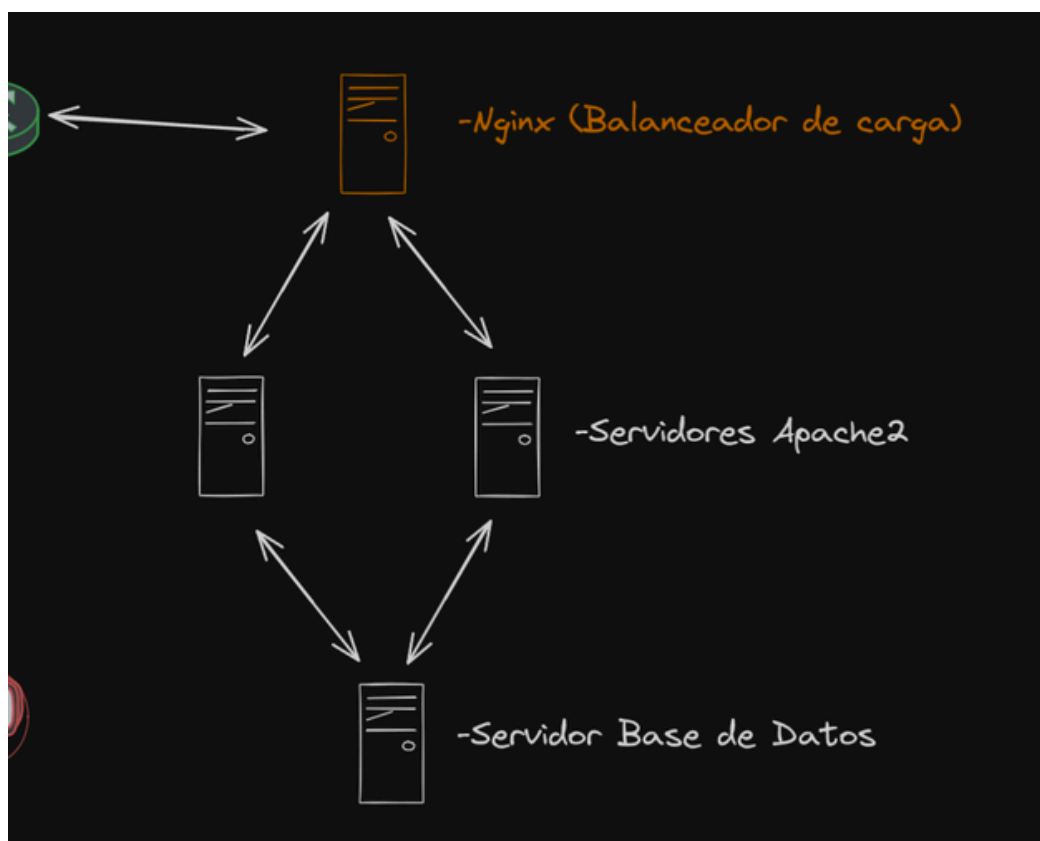 -Nginx (Balanceador de carga)
-Servidores Apache2
-Servidor Base de Datos